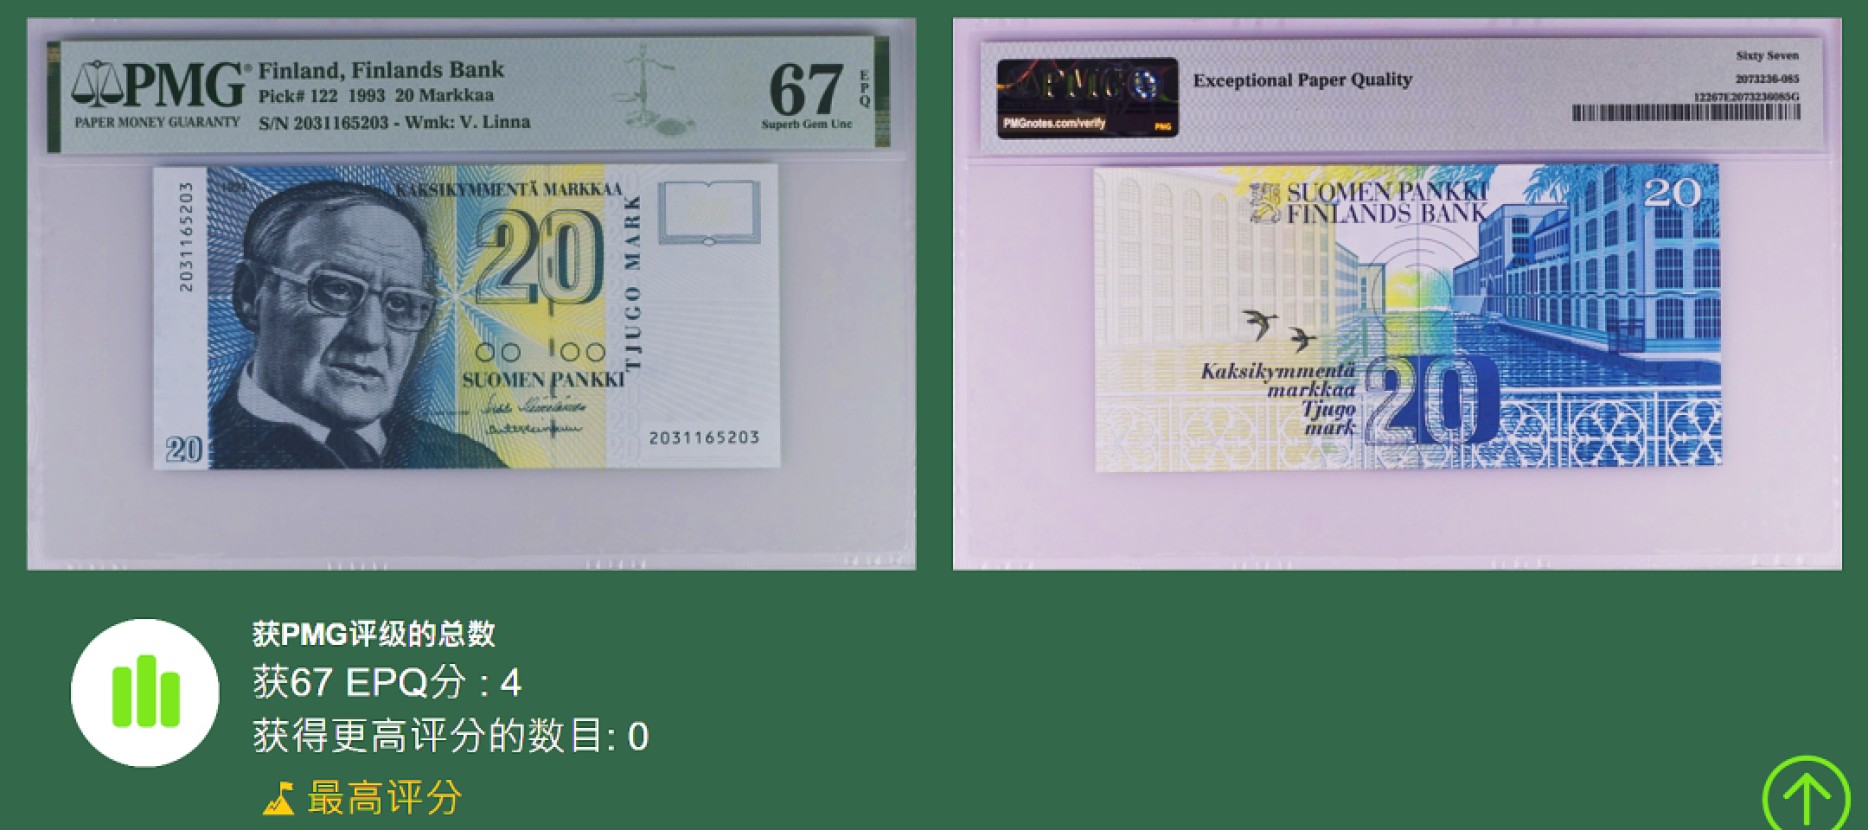 PMG®
PAPER MONEY GUARANTY
Finland, Finlands Bank
Pick# 122 1993 20 Markkaa
S/N 2031165203 - Wmk: V. Linna
67
EPQ
Superb Gem Unc
2031165203
1993
KAKSIKYMMENTÄ MARKKAA
20
TJUGO MARK
SUOMEN PANKKI
20
2031165203
PMG
PMGnotes.com/verify
PMG
Exceptional Paper Quality
Sixty Seven
2073236-085
12267E2073236085G
SUOMEN PANKKI
FINLANDS BANK
20
Kaksikymmentä
markkaa
Tjugo
mark
20
获PMG评级的总数
获67 EPQ分 : 4
获得更高评分的数目: 0
最高评分